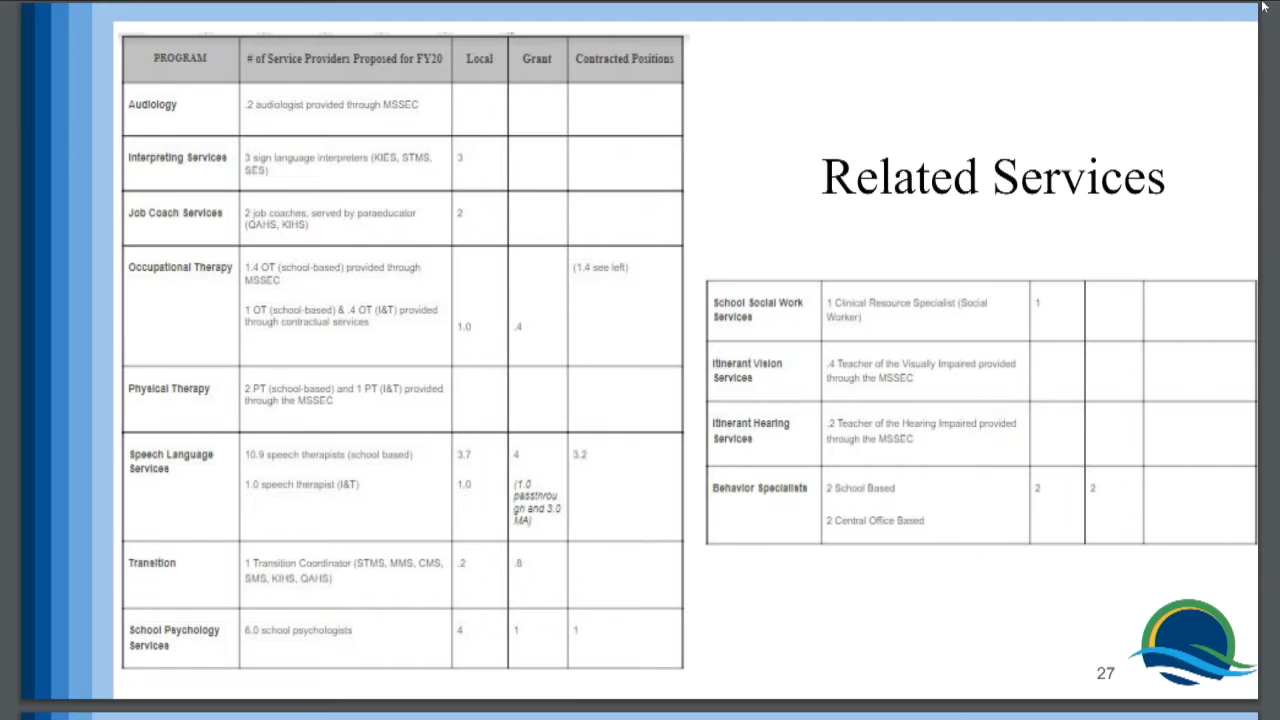 PROGRAM # of Service Providers Proposed for FY20 Local Grant Contracted Positions
Audiology .2 audiologist provided through MSSEC
Interpreting Services 3 sign language interpreters (KIES, STMS, 3
SES)
Job Coach Services 2 job coaches, served by paraeducator 2
(QAHS, KIHS)
Occupational Therapy 1.4 OT (school-based) provided through (1.4 see left)
MSSEC
1 OT (school-based) & .4 OT (I&T) provided
through contractual services 1.0 .4
Physical Therapy 2 PT (school-based) and 1 PT (I&T) provided
through the MSSEC
Speech Language 10.9 speech therapists (school based) 3.7 4 3.2
Services
1.0 speech therapist (I&T) 1.0 (1.0
passthrou
gn and 3.0
MA)
Transition 1 Transition Coordinator (STMS, MMS, CMS, .2 .8
SMS, KIHS, QAHS)
School Psychology 6.0 school psychologists 4 1 1
Services
Related Services
School Social Work 1 Clinical Resource Specialist (Social 1
Services Worker)
Itinerant Vision .4 Teacher of the Visually Impaired provided
Services through the MSSEC
Itinerant Hearing .2 Teacher of the Hearing Impaired provided
Services through the MSSEC
Behavior Specialists 2 School Based 2 2
2 Central Office Based
27